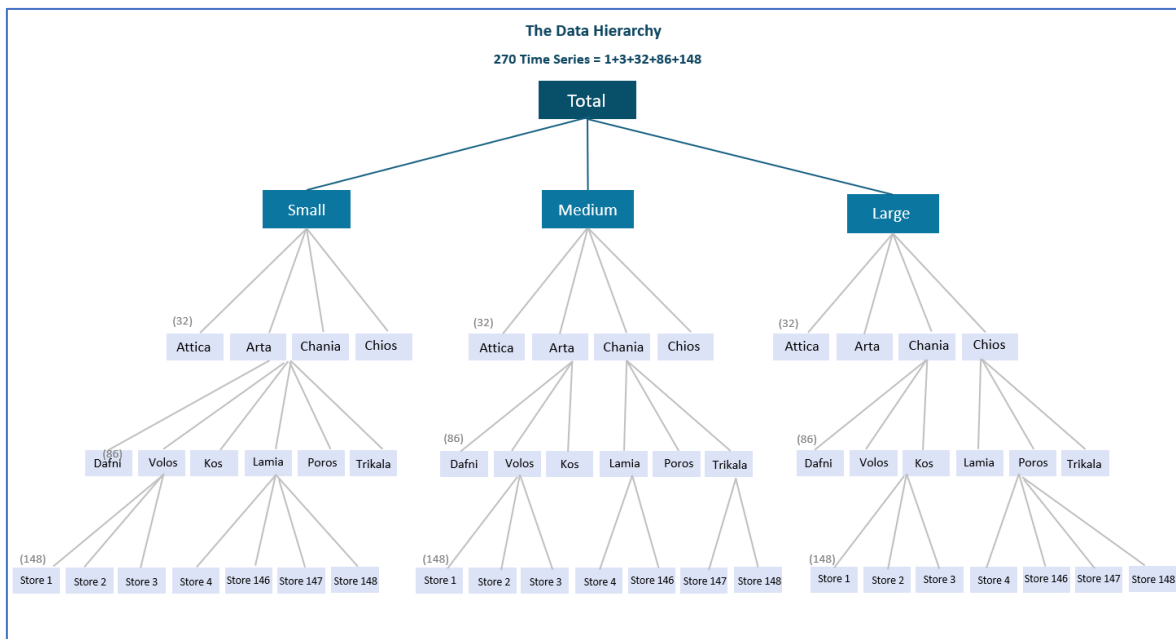 The Data Hierarchy
270 Time Series = 1+3+32+86+148
Total
Small Medium Large
(32) (32) (32)
Attica Arta Chania Chios Attica Arta Chania Chios Attica Arta Chania Chios
(86) (86) (86)
Dafni Volos Kos Lamia Poros Trikala Dafni Volos Kos Lamia Poros Trikala Dafni Volos Kos Lamia Poros Trikala
(148) (148) (148)
Store 1 Store 2 Store 3 Store 4 Store 146 Store 147 Store 148 Store 1 Store 2 Store 3 Store 4 Store 146 Store 147 Store 148 Store 1 Store 2 Store 3 Store 4 Store 146 Store 147 Store 148